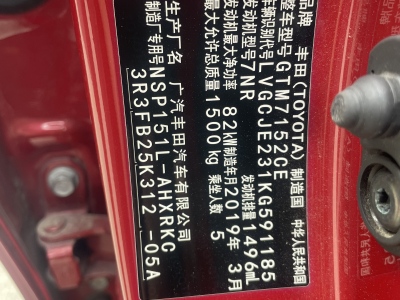 品牌 丰田(TOYOTA) 制造国 中华人民共和国
整车型号 GTM7152CE
车辆识别代号 LVGCJE231KG591185
发动机型号 7NR 发动机排量 1496mL
发动机最大净功率 82kW 制造年月 2019年 3月
最大允许总质量 1500kg 乘坐人数 5
生产厂名 广汽丰田汽车有限公司
制造厂专用号 NSP151L-AHXRKC
3R3FB25K312 -05A